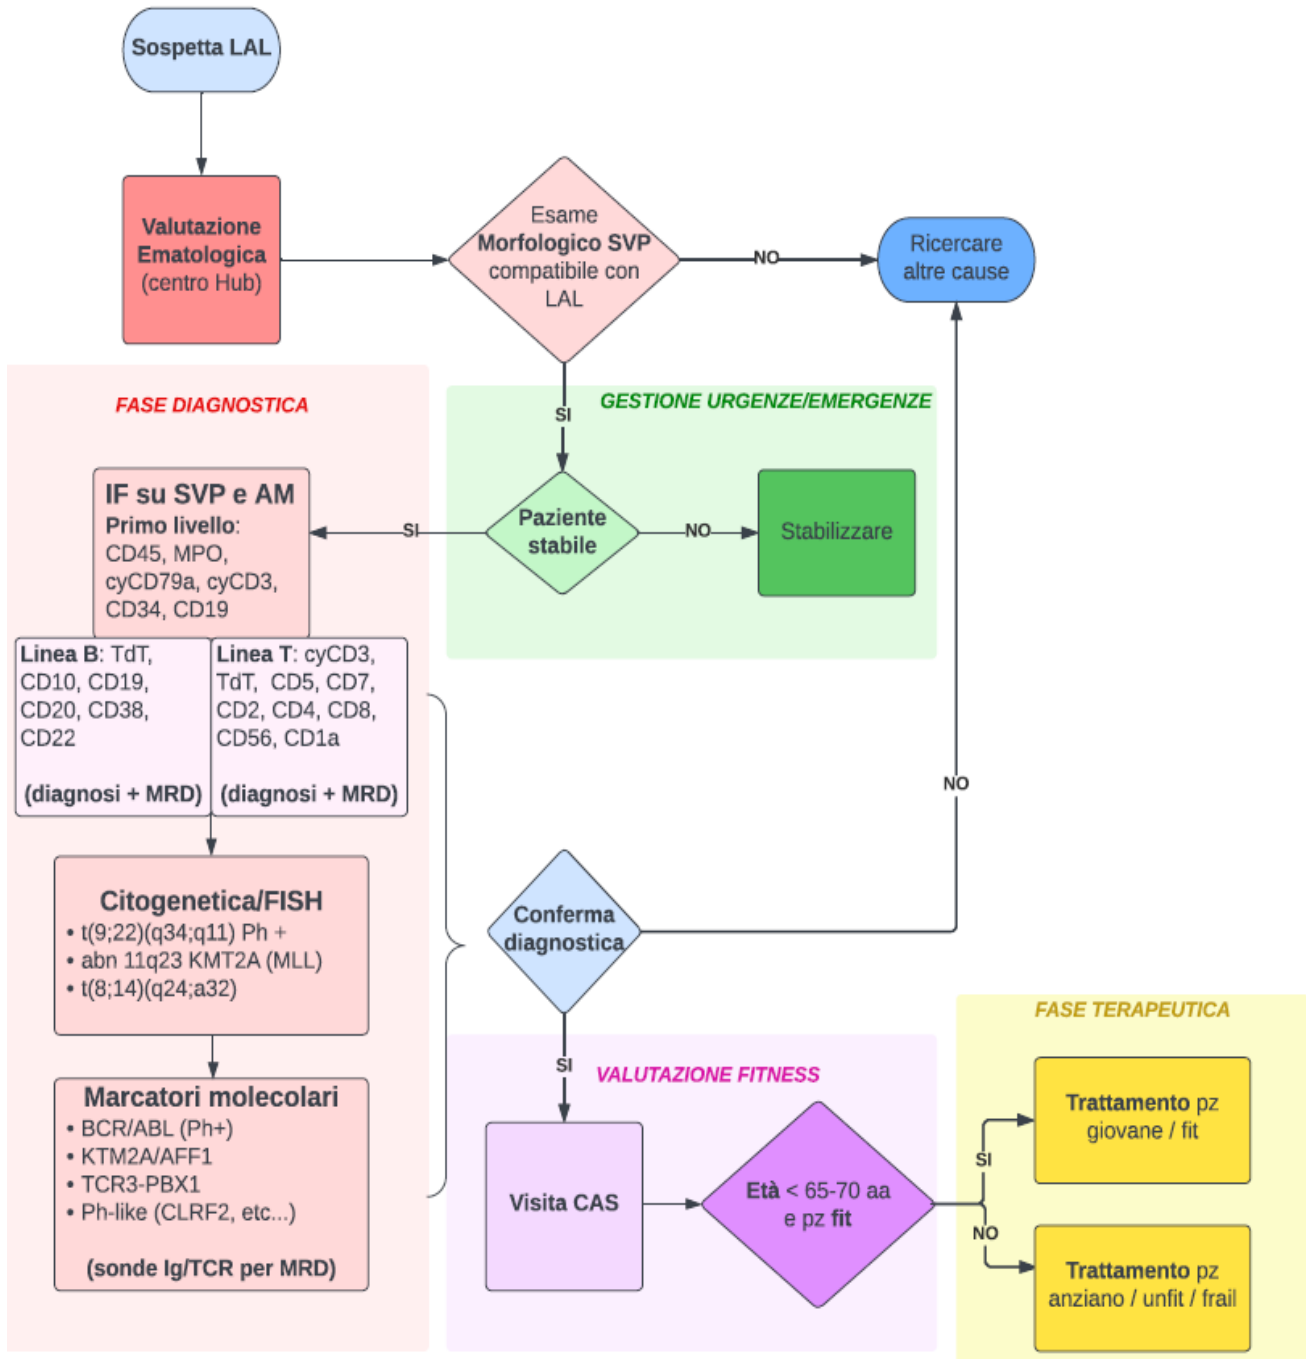 Sospetta LAL
Valutazione
Ematologica
(centro Hub)
Esame
Morfologico SVP
compatibile con
LAL
NO
Ricercare
altre cause
SI
FASE DIAGNOSTICA
GESTIONE URGENZE/EMERGENZE
Paziente
stabile
NO
Stabilizzare
SI
IF su SVP e AM
Primo livello:
CD45, MPO,
cyCD79a, cyCD3,
CD34, CD19
Linea B: TdT,
CD10, CD19,
CD20, CD38,
CD22
(diagnosi + MRD)
Linea T: cyCD3,
TdT, CD5, CD7,
CD2, CD4, CD8,
CD56, CD1a
(diagnosi + MRD)
Citogenetica/FISH
• t(9;22)(q34;q11) Ph +
• abn 11q23 KMT2A (MLL)
• t(8;14)(q24;a32)
Marcatori molecolari
• BCR/ABL (Ph+)
• KTM2A/AFF1
• TCR3-PBX1
• Ph-like (CLRF2, etc...)
(sonde Ig/TCR per MRD)
Conferma
diagnostica
NO
SI
VALUTAZIONE FITNESS
Visita CAS
Età < 65-70 aa
e pz fit
FASE TERAPEUTICA
SI
Trattamento pz
giovane / fit
NO
Trattamento pz
anziano / unfit / frail